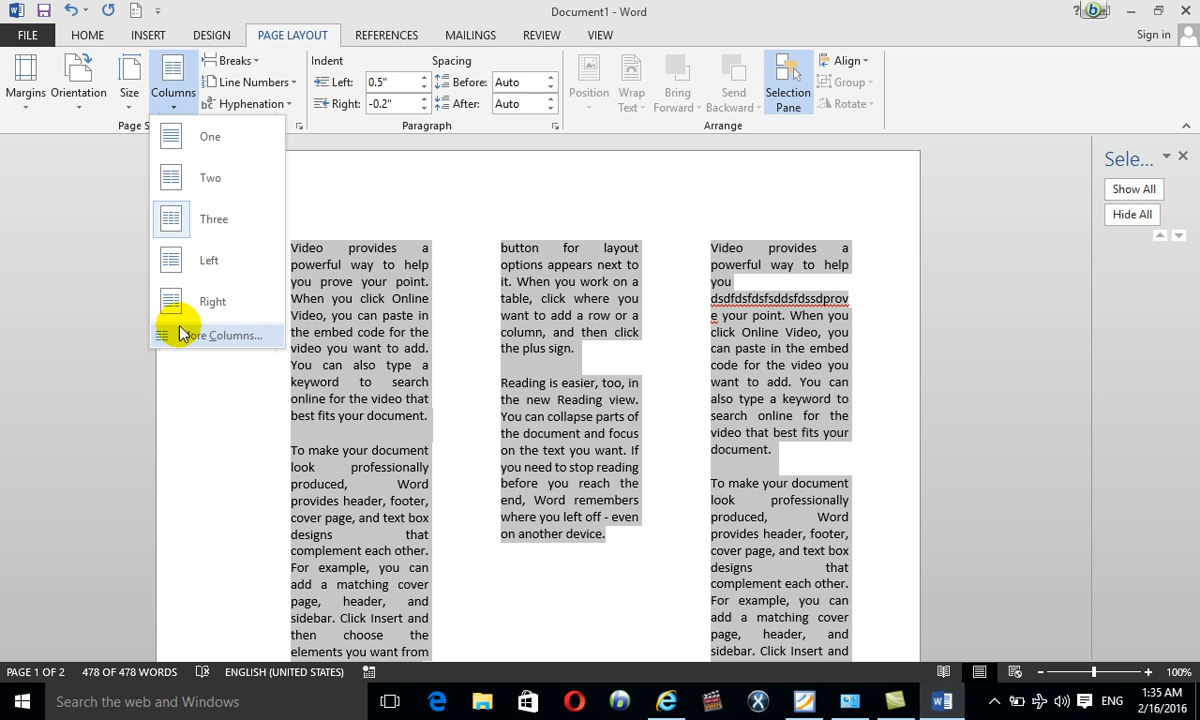 Document1 - Word
?
FILE HOME INSERT DESIGN PAGE LAYOUT REFERENCES MAILINGS REVIEW VIEW Sign in
Margins Orientation Size Columns
Breaks
Line Numbers
Hyphenation
Indent Spacing
Left: 0.5" Before: Auto
Right: -0.2" After: Auto
Position Wrap Text Bring Forward Send Backward Selection Pane
Align
Group
Rotate
Page S Paragraph Arrange
One
Two
Three
Left
Right
Columns...
Sele...
Show All
Hide All
Video provides a
powerful way to help
you prove your point.
When you click Online
Video, you can paste in
the embed code for the
video you want to add.
You can also type a
keyword to search
online for the video that
best fits your document.
To make your document
look professionally
produced, Word
provides header, footer,
cover page, and text box
designs that
complement each other.
For example, you can
add a matching cover
page, header, and
sidebar. Click Insert and
then choose the
elements you want from
button for layout
options appears next to
it. When you work on a
table, click where you
want to add a row or a
column, and then click
the plus sign.
Reading is easier, too, in
the new Reading view.
You can collapse parts of
the document and focus
on the text you want. If
you need to stop reading
before you reach the
end, Word remembers
where you left off - even
on another device.
Video provides a
powerful way to help
you
dsdfdsfdsfsddsfdssdprov
e your point. When you
click Online Video, you
can paste in the embed
code for the video you
want to add. You can
also type a keyword to
search online for the
video that best fits your
document.
To make your document
look professionally
produced, Word
provides header, footer,
cover page, and text box
designs that
complement each other.
For example, you can
add a matching cover
page, header, and
sidebar. Click Insert and
PAGE 1 OF 2 478 OF 478 WORDS ENGLISH (UNITED STATES) 100%
Search the web and Windows
ENG
1:35 AM
2/16/2016